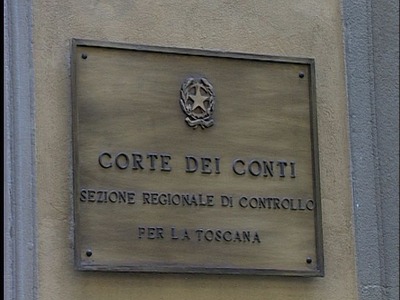 CORTE DEI CONTI
SEZIONE REGIONALE DI CONTROLLO
PER LA TOSCANA